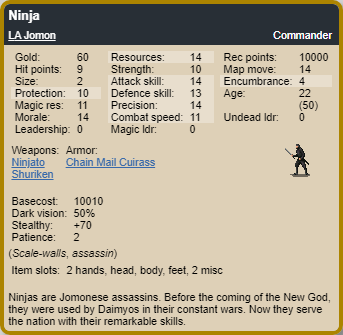 Ninja
LA Jomon Commander
Gold: 60 Resources: 14 Rec points: 10000
Hit points: 9 Strength: 10 Map move: 14
Size: 2 Attack skill: 14 Encumbrance: 4
Protection: 10 Defence skill: 13 Age: 22
Magic res: 11 Precision: 14 (50)
Morale: 14 Combat speed: 11 Undead ldr: 0
Leadership: 0 Magic ldr: 0
Weapons: Armor:
Ninjato Chain Mail Cuirass
Shuriken
Basecost: 10010
Dark vision: 50%
Stealthy: +70
Patience: 2
(Scale-walls, assassin)
Item slots: 2 hands, head, body, feet, 2 misc
Ninjas are Jomonese assassins. Before the coming of the New God,
they were used by Daimyos in their constant wars. Now they serve
the nation with their remarkable skills.